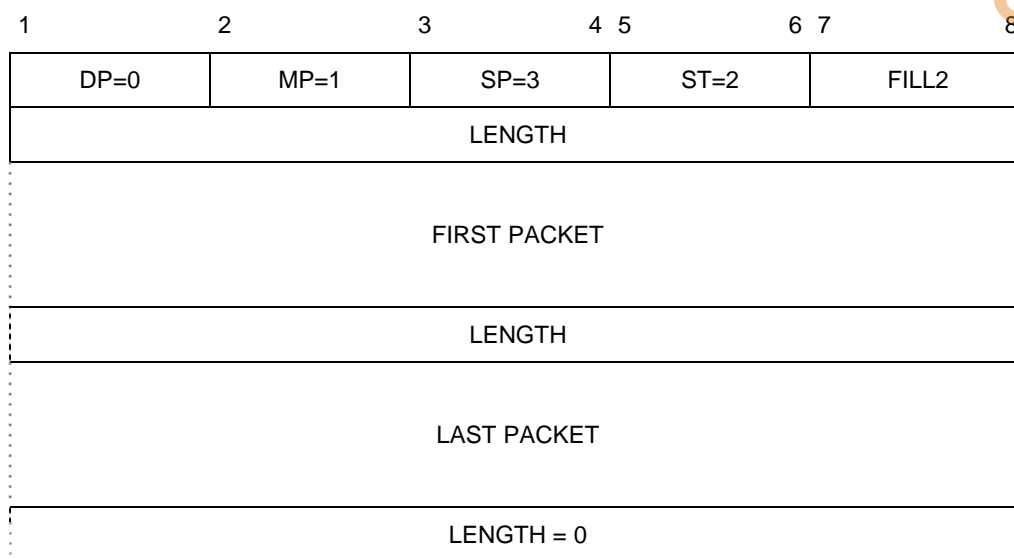 1 2 3 4 5 6 7 8
DP=0 MP=1 SP=3 ST=2 FILL2
LENGTH
FIRST PACKET
LENGTH
LAST PACKET
LENGTH = 0